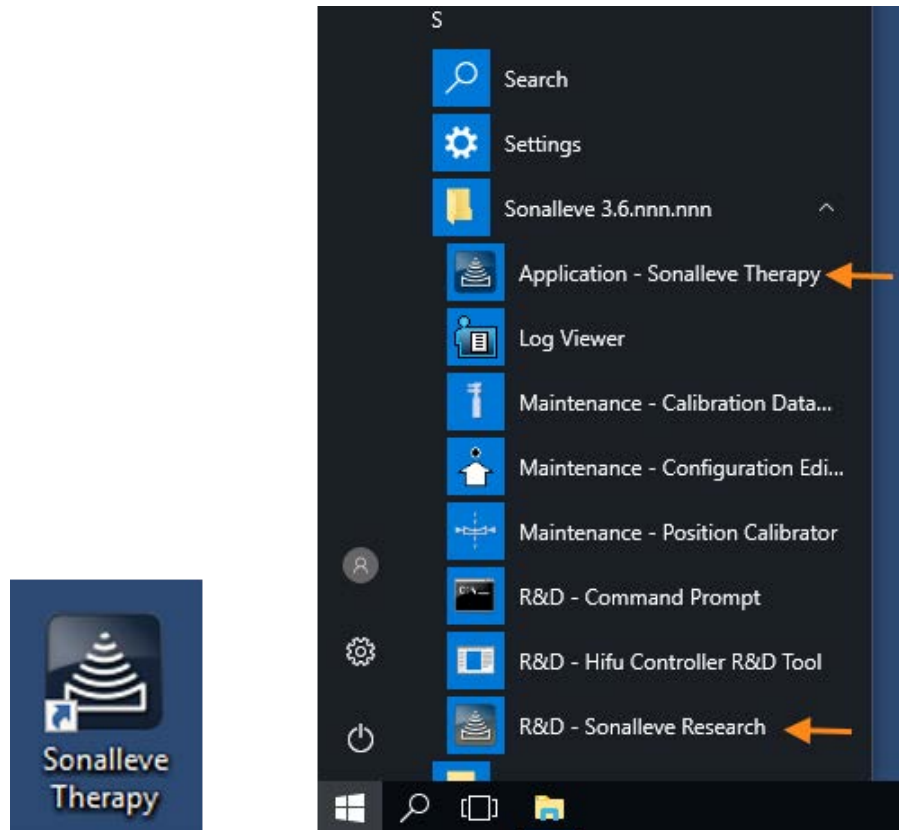 S
Search
Settings
Sonalleve 3.6.nnn.nnn
Application - Sonalleve Therapy
Log Viewer
Maintenance - Calibration Data...
Maintenance - Configuration Edi...
Maintenance - Position Calibrator
R&D - Command Prompt
R&D - Hifu Controller R&D Tool
R&D - Sonalleve Research
Sonalleve
Therapy